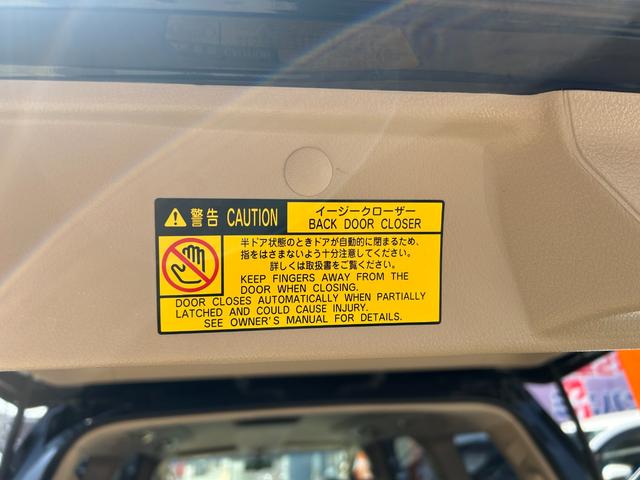 警告 CAUTION
イージークローザー
BACK DOOR CLOSER
半ドア状態のときドアが自動的に閉まるため、
指をはさまないよう十分注意してください。
詳しくは取扱書をご覧ください。
KEEP FINGERS AWAY FROM THE
DOOR WHEN CLOSING.
DOOR CLOSES AUTOMATICALLY WHEN PARTIALLY
LATCHED AND COULD CAUSE INJURY.
SEE OWNER'S MANUAL FOR DETAILS.